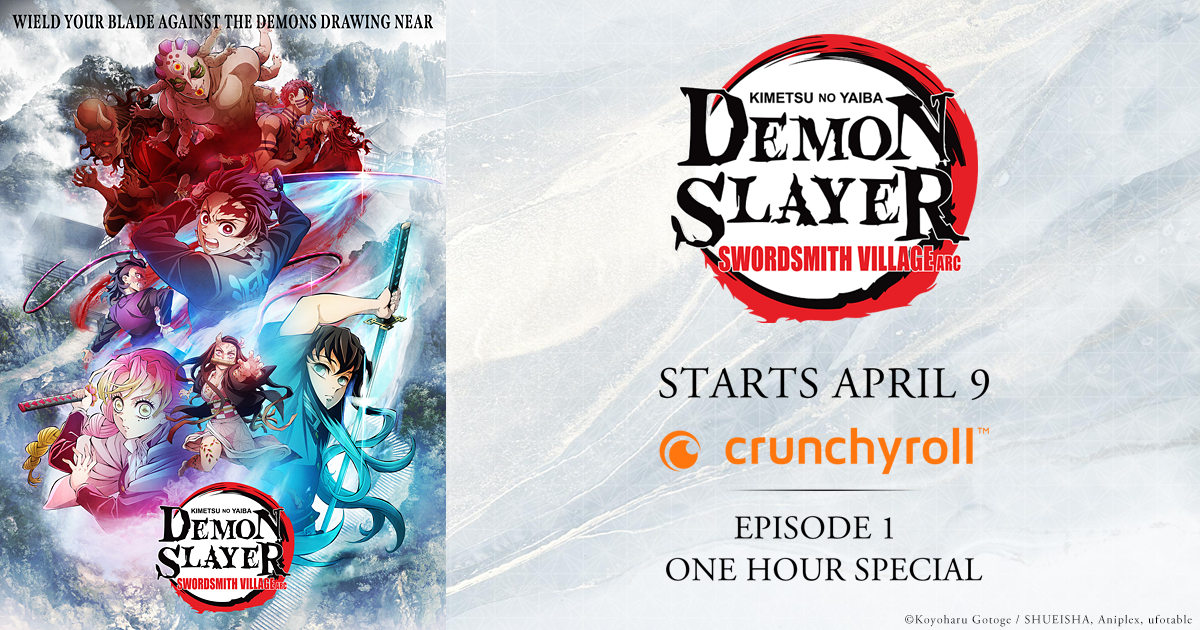 WIELD YOUR BLADE AGAINST THE DEMONS DRAWING NEAR
KIMETSU NO YAIBA
DEMON
SLAYER
SWORDSMITH VILLAGE ARC
KIMETSU NO YAIBA
DEMON
SLAYER
SWORDSMITH VILLAGE ARC
STARTS APRIL 9
crunchyroll™
EPISODE 1
ONE HOUR SPECIAL
©Koyoharu Gotoge / SHUEISHA, Aniplex, ufotable